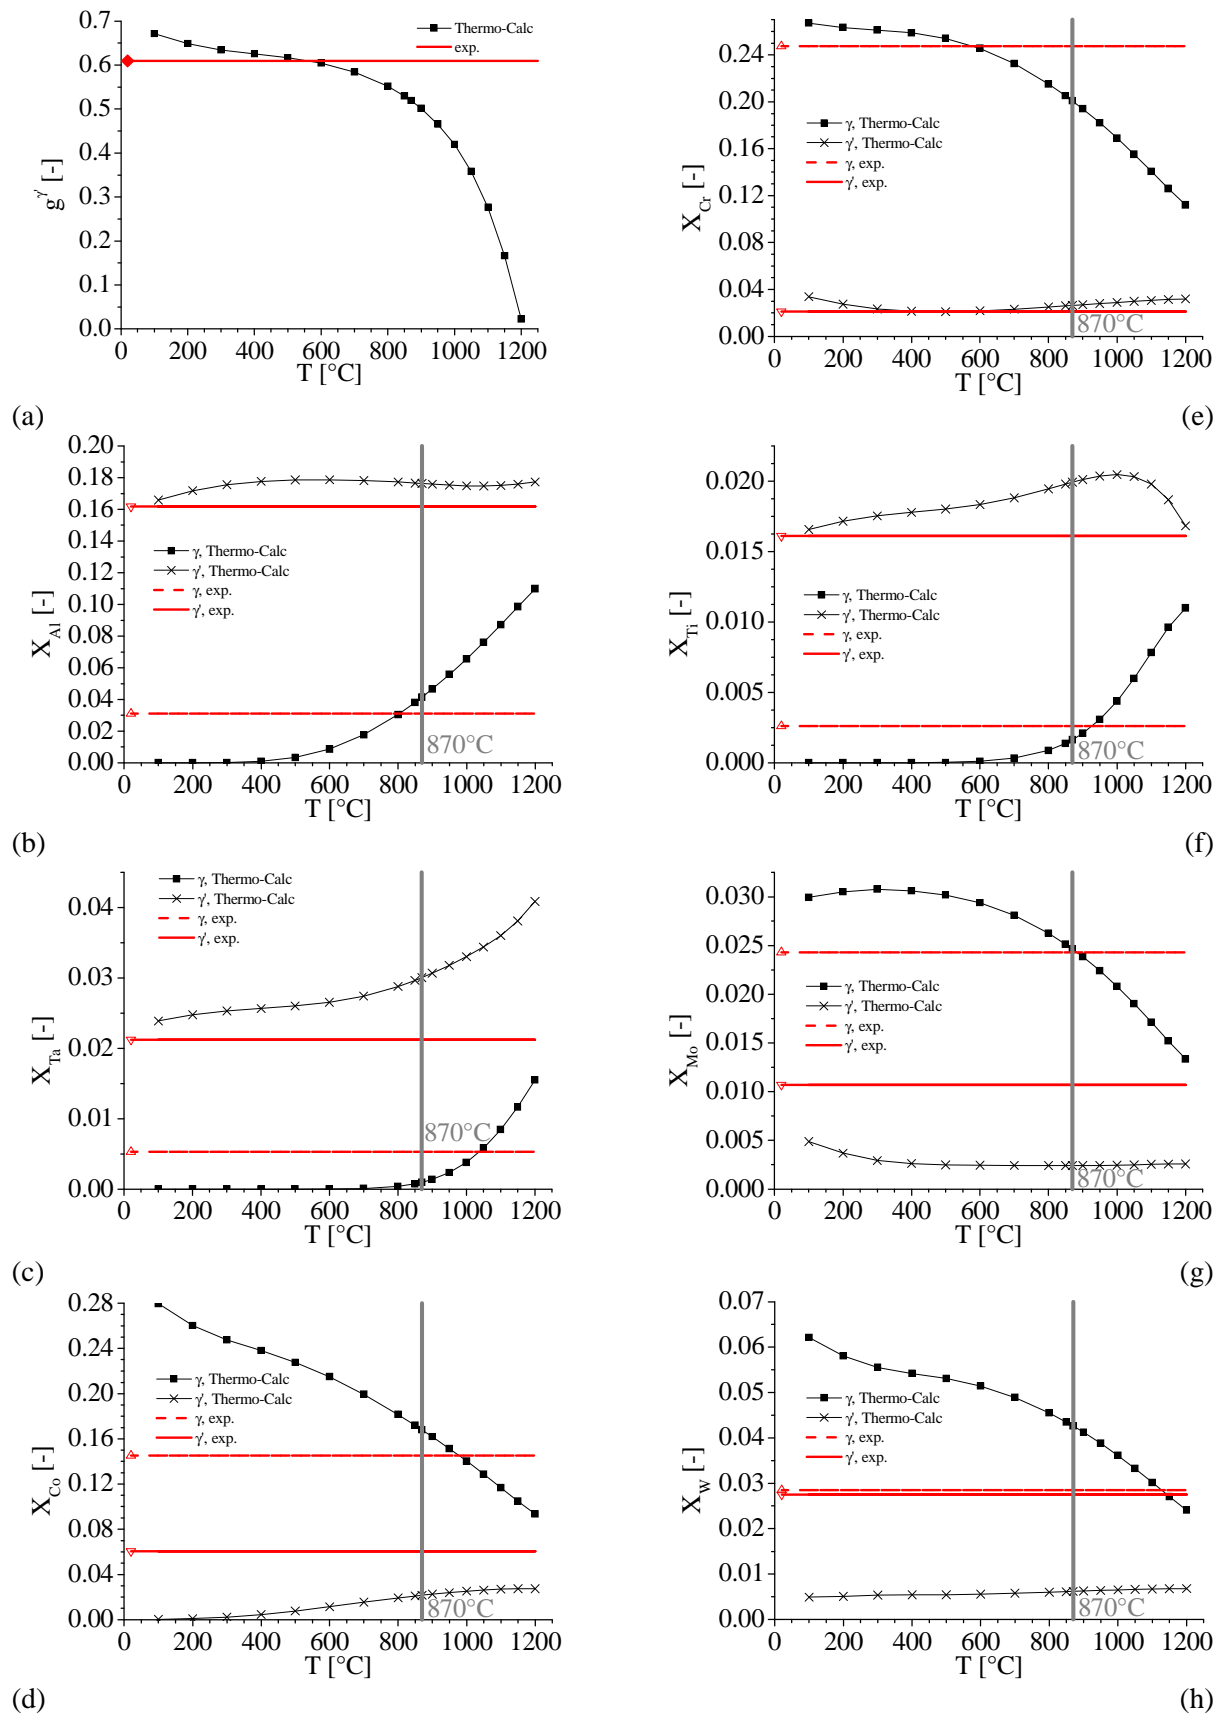 0.7
0.6
0.5
0.4
0.3
0.2
0.1
0.0
g^γ' [-]
0 200 400 600 800 1000 1200
T [°C]
Thermo-Calc
exp.
(a)
0.24
0.20
0.16
0.12
0.08
0.04
0.00
X_Cr [-]
0 200 400 600 800 1000 1200
T [°C]
γ, Thermo-Calc
γ', Thermo-Calc
γ, exp.
γ', exp.
870°C
(e)
0.20
0.18
0.16
0.14
0.12
0.10
0.08
0.06
0.04
0.02
0.00
X_Al [-]
0 200 400 600 800 1000 1200
T [°C]
γ, Thermo-Calc
γ', Thermo-Calc
γ, exp.
γ', exp.
870°C
(b)
0.020
0.015
0.010
0.005
0.000
X_Ti [-]
0 200 400 600 800 1000 1200
T [°C]
γ, Thermo-Calc
γ', Thermo-Calc
γ, exp.
γ', exp.
870°C
(f)
0.04
0.03
0.02
0.01
0.00
X_Ta [-]
0 200 400 600 800 1000 1200
T [°C]
γ, Thermo-Calc
γ', Thermo-Calc
γ, exp.
γ', exp.
870°C
(c)
0.030
0.025
0.020
0.015
0.010
0.005
0.000
X_Mo [-]
0 200 400 600 800 1000 1200
T [°C]
γ, Thermo-Calc
γ', Thermo-Calc
γ, exp.
γ', exp.
870°C
(g)
0.28
0.24
0.20
0.16
0.12
0.08
0.04
0.00
X_Co [-]
0 200 400 600 800 1000 1200
T [°C]
γ, Thermo-Calc
γ', Thermo-Calc
γ, exp.
γ', exp.
870°C
(d)
0.07
0.06
0.05
0.04
0.03
0.02
0.01
0.00
X_W [-]
0 200 400 600 800 1000 1200
T [°C]
γ, Thermo-Calc
γ', Thermo-Calc
γ, exp.
γ', exp.
870°C
(h)